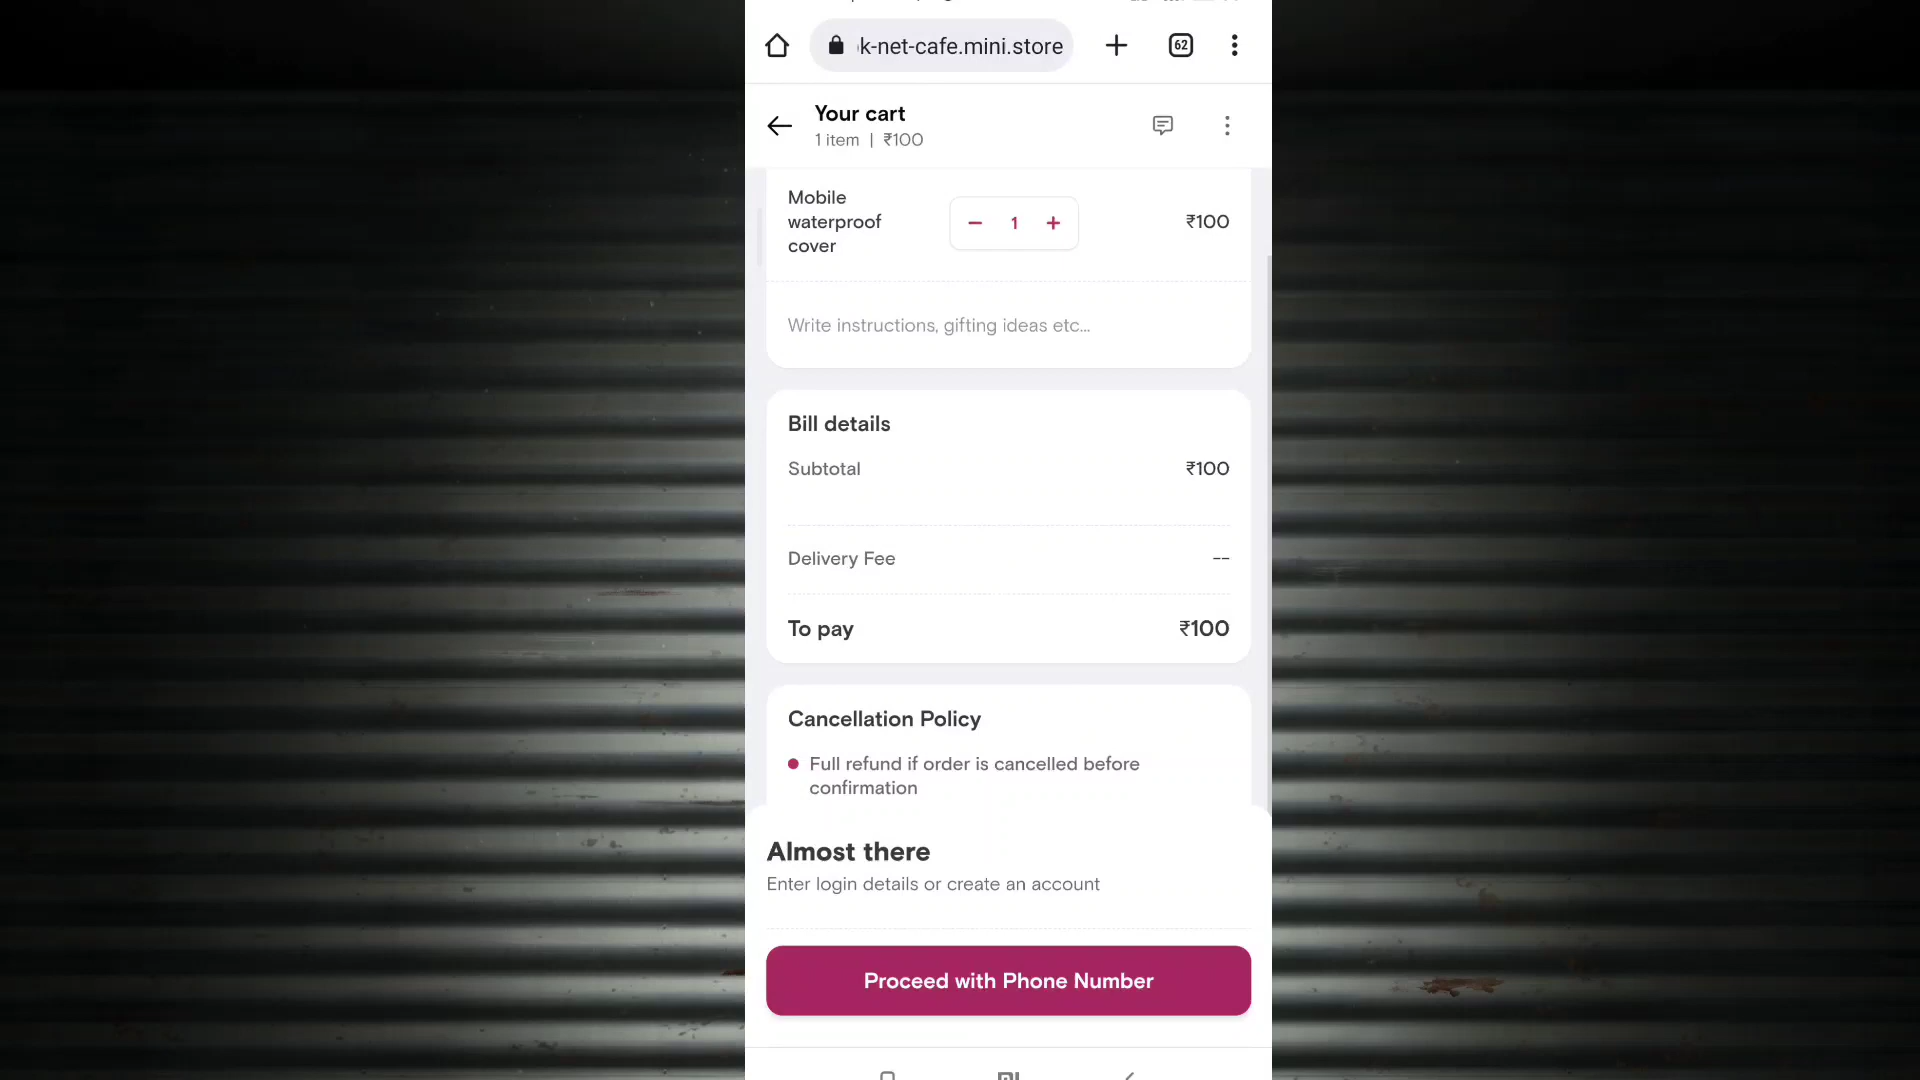 k-net-cafe.mini.store
62
Your cart
1 item | ₹100
Mobile
waterproof
cover
− 1 +
₹100
Write instructions, gifting ideas etc...
Bill details
Subtotal ₹100
Delivery Fee --
To pay ₹100
Cancellation Policy
Full refund if order is cancelled before
confirmation
Almost there
Enter login details or create an account
Proceed with Phone Number